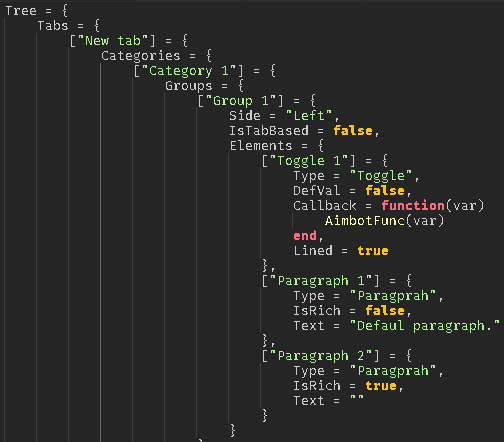 Tree = {
Tabs = {
["New tab"] = {
Categories = {
["Category 1"] = {
Groups = {
["Group 1"] = {
Side = "Left",
IsTabBased = false,
Elements = {
["Toggle 1"] = {
Type = "Toggle",
DefVal = false,
Callback = function(var)
AimbotFunc(var)
end,
Lined = true
},
["Paragraph 1"] = {
Type = "Paragprah",
IsRich = false,
Text = "Defaul paragraph."
},
["Paragraph 2"] = {
Type = "Paragprah",
IsRich = true,
Text = ""
}
}
}